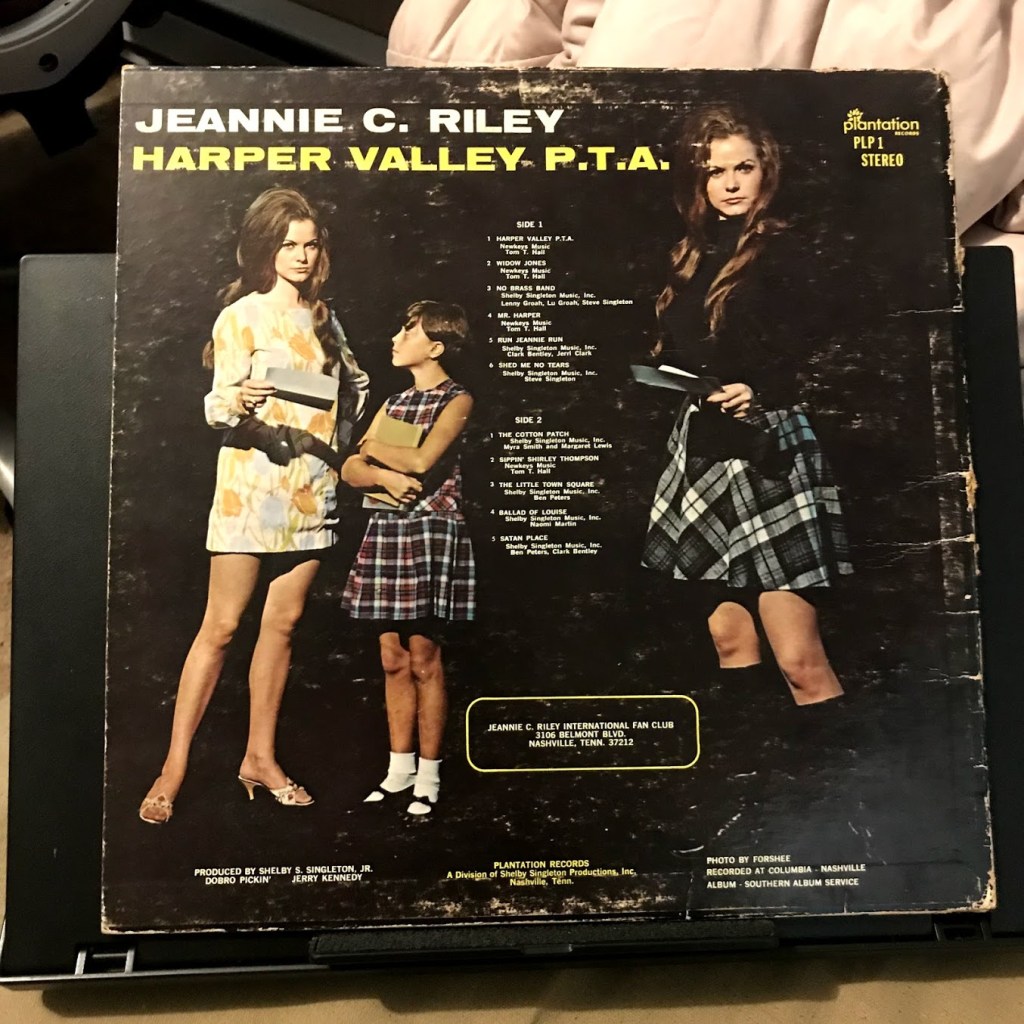 JEANNIE C. RILEY
HARPER VALLEY P.T.A.
plantation
RECORDS
PLP 1
STEREO
SIDE 1
1 HARPER VALLEY P.T.A.
Newkeys Music
Tom T. Hall
2 WIDOW JONES
Newkeys Music
Tom T. Hall
3 NO BRASS BAND
Shelby Singleton Music, Inc.
Lenny Groah, Lu Groah, Steve Singleton
4 MR. HARPER
Newkeys Music
Tom T. Hall
5 RUN JEANNIE RUN
Shelby Singleton Music, Inc.
Clark Bentley, Jerri Clark
6 SHED ME NO TEARS
Shelby Singleton Music, Inc.
Steve Singleton
SIDE 2
1 THE COTTON PATCH
Shelby Singleton Music, Inc.
Myra Smith and Margaret Lewis
2 SIPPIN' SHIRLEY THOMPSON
Newkeys Music
Tom T. Hall
3 THE LITTLE TOWN SQUARE
Shelby Singleton Music, Inc.
Ben Peters
4 BALLAD OF LOUISE
Shelby Singleton Music, Inc.
Naomi Martin
5 SATAN PLACE
Shelby Singleton Music, Inc.
Ben Peters, Clark Bentley
JEANNIE C. RILEY INTERNATIONAL FAN CLUB
3106 BELMONT BLVD.
NASHVILLE, TENN. 37212
PRODUCED BY SHELBY S. SINGLETON, JR.
DOBRO PICKIN' JERRY KENNEDY
PLANTATION RECORDS
A Division of Shelby Singleton Productions, Inc.
Nashville, Tenn.
PHOTO BY FORSHEE
RECORDED AT COLUMBIA - NASHVILLE
ALBUM - SOUTHERN ALBUM SERVICE